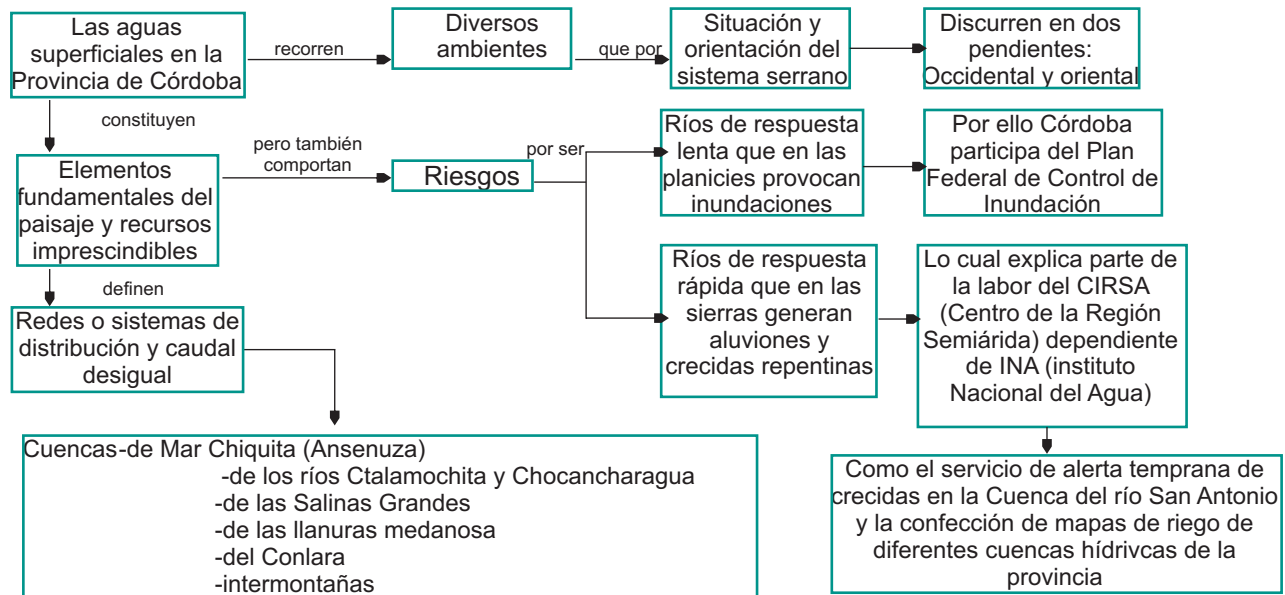 Las aguas
superficiales en la
Provincia de Córdoba
recorren
Diversos
ambientes
que por
Situación y
orientación del
sistema serrano
Discurren en dos
pendientes:
Occidental y oriental
constituyen
Elementos
fundamentales del
paisaje y recursos
imprescindibles
pero también
comportan
Riesgos
por ser
Ríos de respuesta
lenta que en las
planicies provocan
inundaciones
Por ello Córdoba
participa del Plan
Federal de Control de
Inundación
Ríos de respuesta
rápida que en las
sierras generan
aluviones y
crecidas repentinas
Lo cual explica parte de
la labor del CIRSA
(Centro de la Región
Semiárida) dependiente
de INA (instituto
Nacional del Agua)
definen
Redes o sistemas de
distribución y caudal
desigual
Cuencas-de Mar Chiquita (Ansenuza)
-de los ríos Ctalamochita y Chocancharagua
-de las Salinas Grandes
-de las llanuras medanosa
-del Conlara
-intermontañas
Como el servicio de alerta temprana de
crecidas en la Cuenca del río San Antonio
y la confección de mapas de riego de
diferentes cuencas hídrivcas de la
provincia